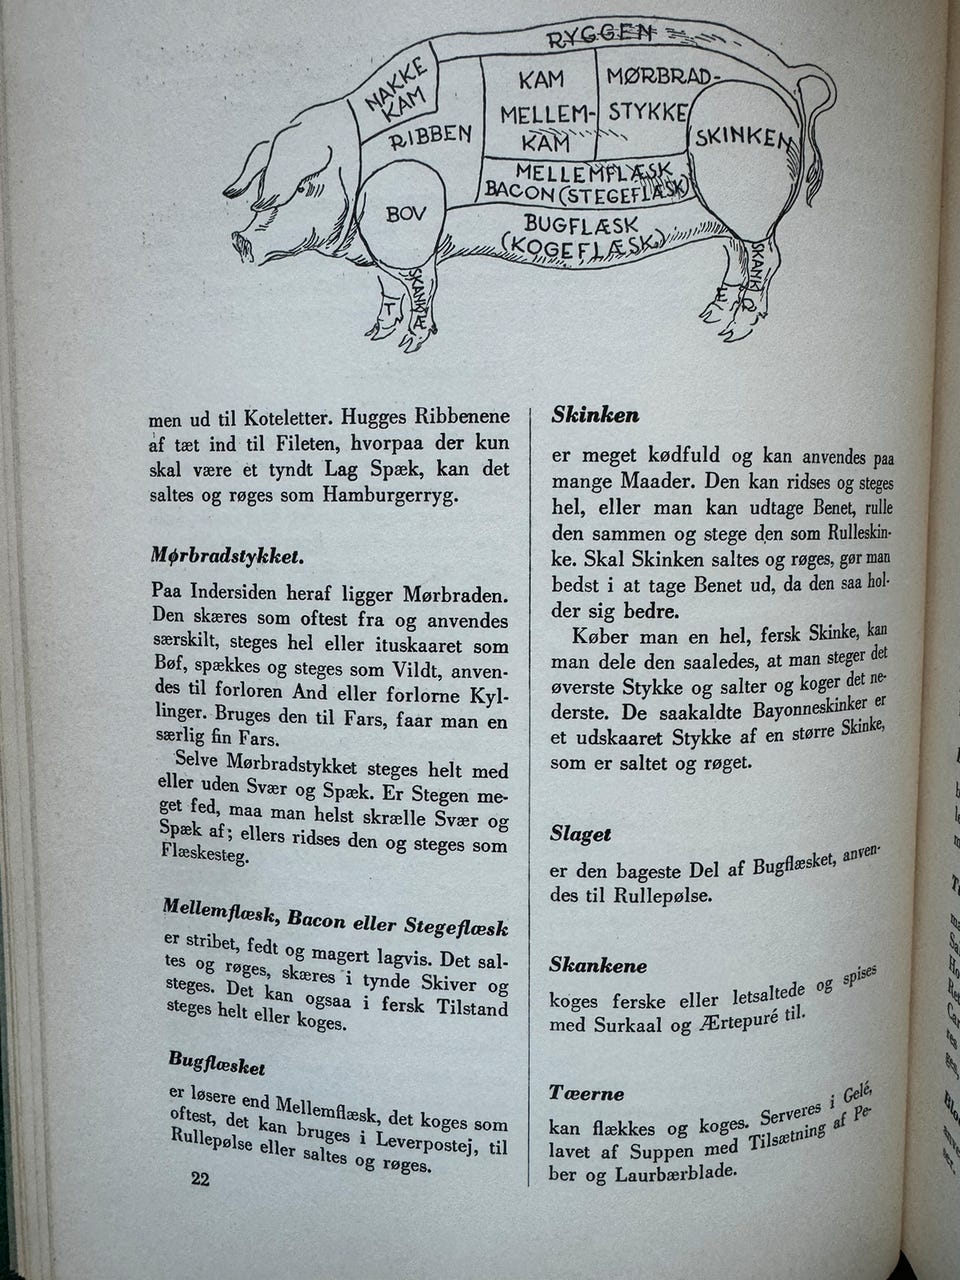 RYGGEN
NAKKE
KAM
RIBBEN
KAM
MELLEM-
KAM
MØRBRAD-
STYKKE
SKINKEN
MELLEMFLÆSK
BACON (STEGEFLÆSK)
BOV
BUGFLÆSK
(KOGEFLÆSK)
SKANK
SKANK
men ud til Koteletter. Hugges Ribbenene
af tæt ind til Fileten, hvorpaa der kun
skal være et tyndt Lag Spæk, kan det
saltes og røges som Hamburgerryg.
Mørbradstykket.
Paa Indersiden heraf ligger Mørbraden.
Den skæres som oftest fra og anvendes
særskilt, steges hel eller ituskaaret som
Bøf, spækkes og steges som Vildt, anven-
des til forloren And eller forlorne Kyl-
linger. Bruges den til Fars, faar man en
særlig fin Fars.
Selve Mørbradstykket steges helt med
eller uden Svær og Spæk. Er Stegen me-
get fed, maa man helst skrælle Svær og
Spæk af; ellers ridses den og steges som
Flæskesteg.
Mellemflæsk, Bacon eller Stegeflæsk
er stribet, fedt og magert lagvis. Det sal-
tes og røges, skæres i tynde Skiver og
steges. Det kan ogsaa i fersk Tilstand
steges helt eller koges.
Bugflæsket
er løsere end Mellemflæsk, det koges som
oftest, det kan bruges i Leverpostej, til
Rullepølse eller saltes og røges.
22
Skinken
er meget kødfuld og kan anvendes paa
mange Maader. Den kan ridses og steges
hel, eller man kan udtage Benet, rulle
den sammen og stege den som Rulleskin-
ke. Skal Skinken saltes og røges, gør man
bedst i at tage Benet ud, da den saa hol-
der sig bedre.
Køber man en hel, fersk Skinke, kan
man dele den saaledes, at man steger det
øverste Stykke og salter og koger det ne-
derste. De saakaldte Bayonneskinker er
et udskaaret Stykke af en større Skinke,
som er saltet og røget.
Slaget
er den bageste Del af Bugflæsket, anven-
des til Rullepølse.
Skankene
koges ferske eller letsaltede og spises
med Surkaal og Ærtepuré til.
Tæerne
kan flækkes og koges. Serveres i Gelé,
lavet af Suppen med Tilsætning af Pe-
ber og Laurbærblade.